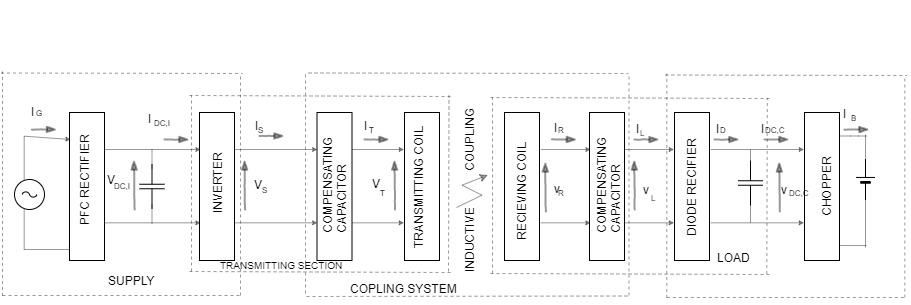 I G
PFC RECTIFIER
V DC,I
I DC,I
INVERTER
I S
V S
COMPENSATING
CAPACITOR
I T
V T
TRANSMITTING COIL
INDUCTIVE COUPLING
RECIEVING COIL
I R
V R
COMPENSATING
CAPACITOR
I L
V L
DIODE RECIFIER
I D
I DC,C
V DC,C
CHOPPER
I B
SUPPLY
TRANSMITTING SECTION
COPLING SYSTEM
LOAD